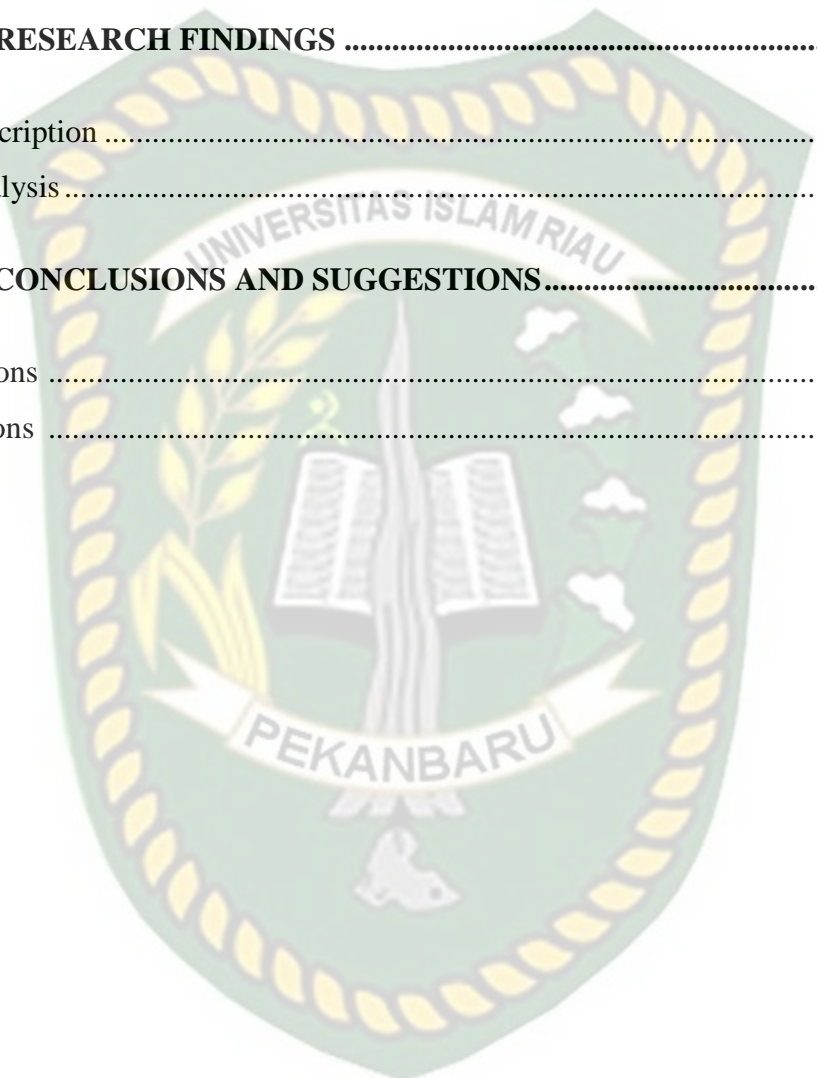 RESEARCH FINDINGS ...........................................................
cription ..........................................................................................
lysis ...............................................................................................
UNIVERSITAS ISLAM RIAU
CONCLUSIONS AND SUGGESTIONS ..................................
ons .................................................................................................
ons .................................................................................................
PEKANBARU